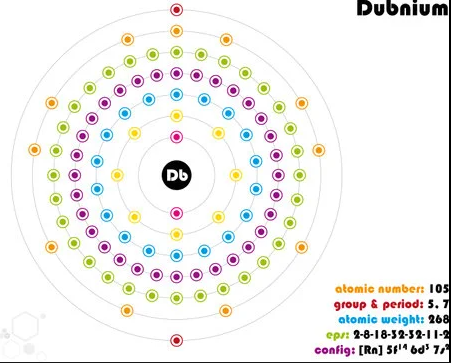 Dubnium
Db
atomic number: 105
group & period: 5, 7
atomic weight: 268
eps: 2-8-18-32-32-11-2
config: [Rn] 5f¹⁴ 6d³ 7s²